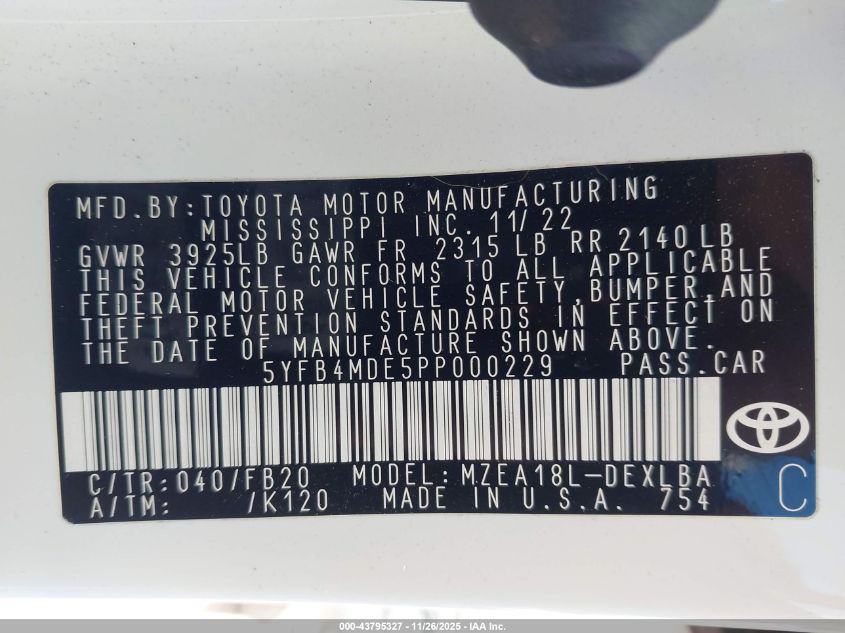 MFD.BY:TOYOTA MOTOR MANUFACTURING
MISSISSIPPI INC. 11/22
GVWR 3925LB GAWR FR 2315 LB RR 2140 LB
THIS VEHICLE CONFORMS TO ALL APPLICABLE
FEDERAL MOTOR VEHICLE SAFETY,BUMPER,AND
THEFT PREVENTION STANDARDS IN EFFECT ON
THE DATE OF MANUFACTURE SHOWN ABOVE.
5YFB4MDE5PP000229 PASS.CAR
C/TR:040/FB20 MODEL:MZEA18L-DEXLBA
A/TM: /K120 MADE IN U.S.A. 754
C
000-43795327 - 11/26/2025 - IAA Inc.